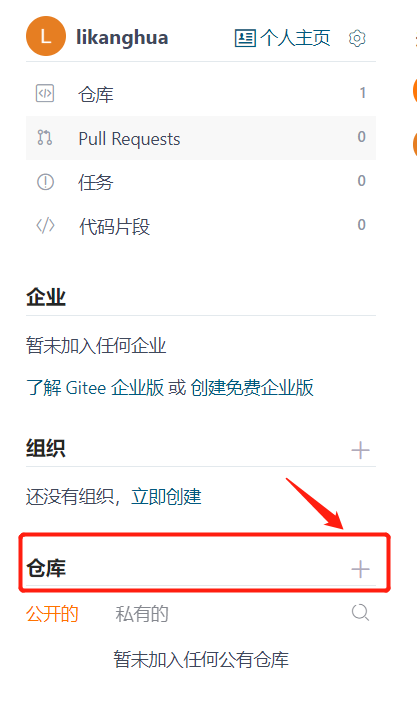 L likanghua 个人主页
仓库 1
Pull Requests 0
任务 0
代码片段 0
企业
暂未加入任何企业
了解 Gitee 企业版 或 创建免费企业版
组织
还没有组织，立即创建
仓库
公开的 私有的
暂未加入任何公有仓库